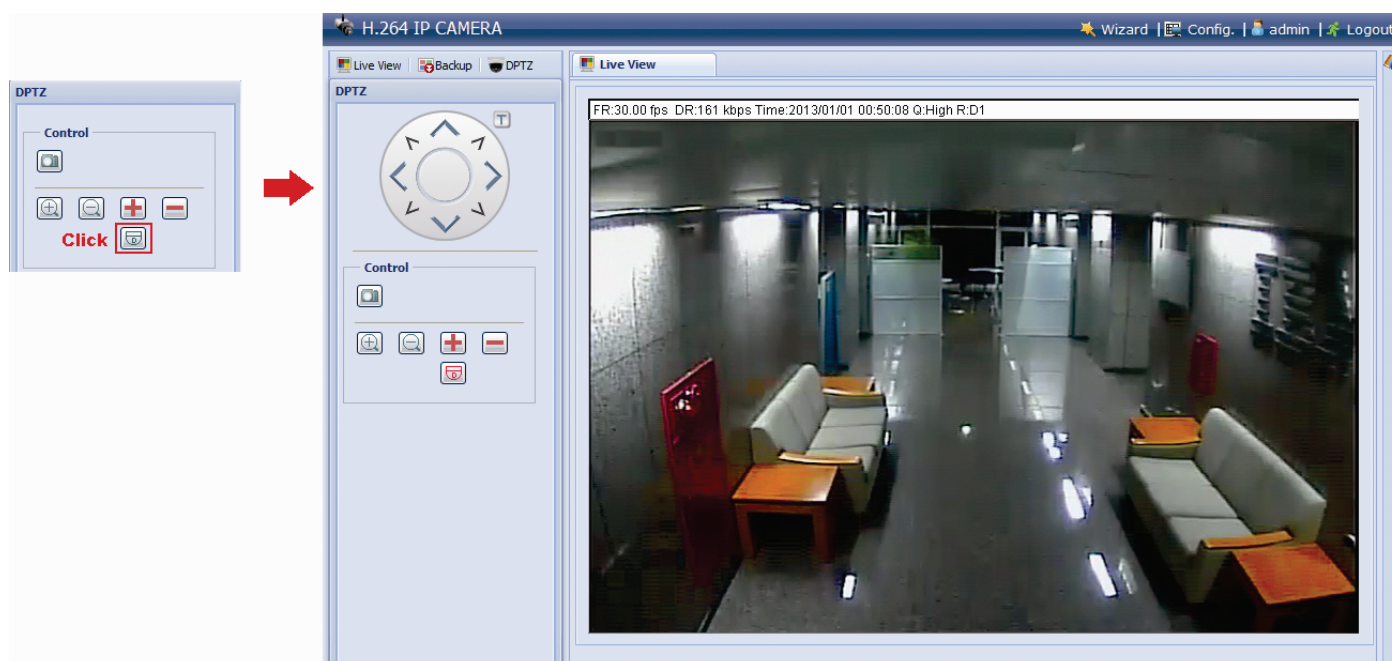 DPTZ
Control
Click
D
H.264 IP CAMERA
Wizard | Config. | admin | Logout
Live View | Backup | DPTZ
DPTZ
T
Control
D
Live View
FR:30.00 fps DR:161 kbps Time:2013/01/01 00:50:08 Q:High R:D1